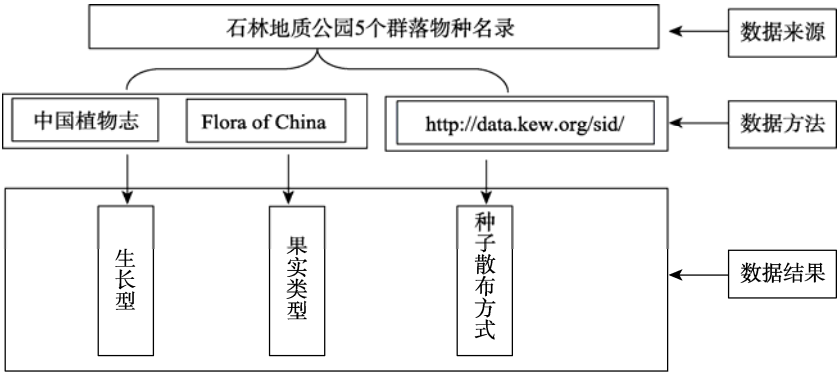 石林地质公园5个群落物种名录
数据来源
中国植物志
Flora of China
http://data.kew.org/sid/
数据方法
生长型
果实类型
种子散布方式
数据结果